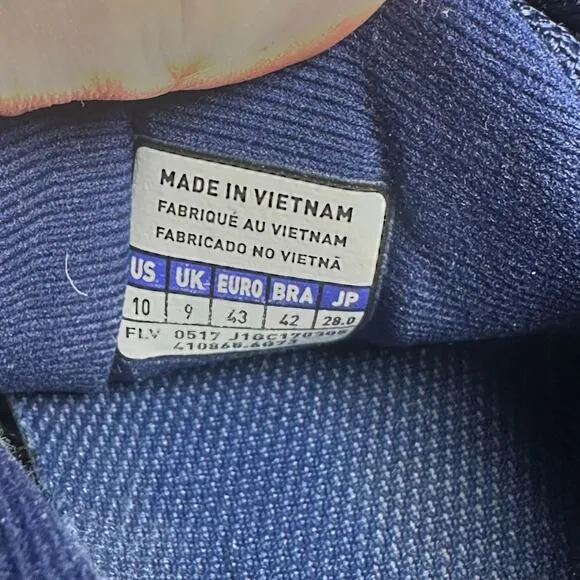 MADE IN VIETNAM
FABRIQUÉ AU VIETNAM
FABRICADO NO VIETNÃ
US UK EURO BRA JP
10 9 43 42 28.0
FLV 0517